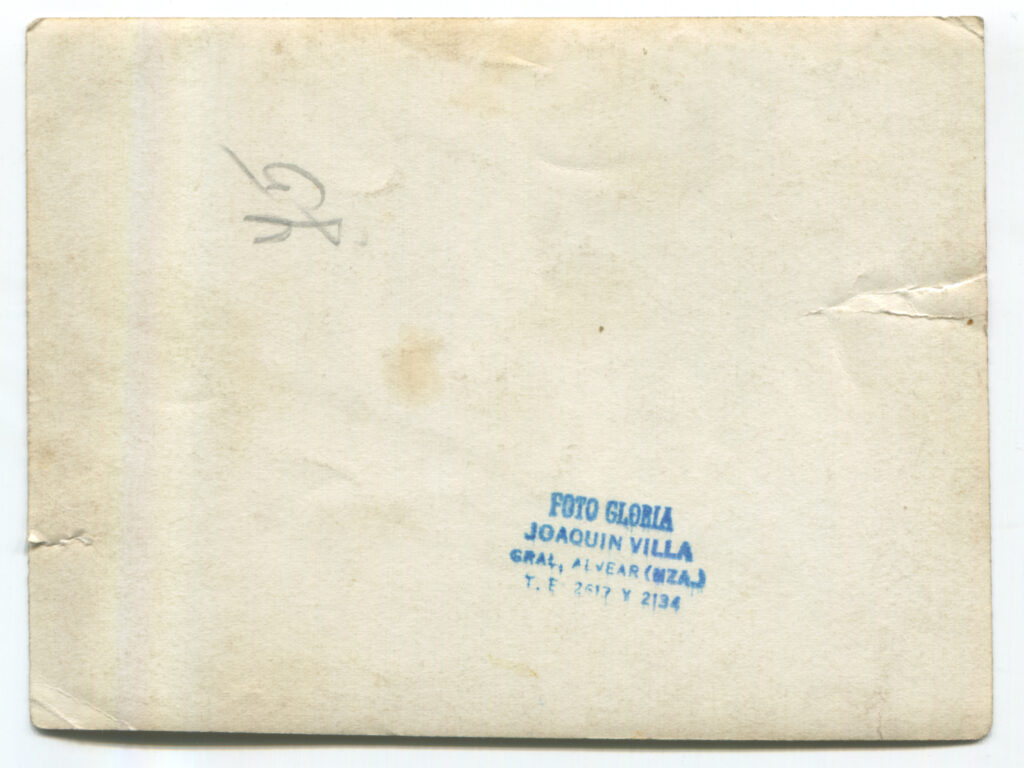 FOTO GLORIA
JOAQUIN VILLA
GRAL, ALVEAR (MZA.)
T. E 2617 Y 2134